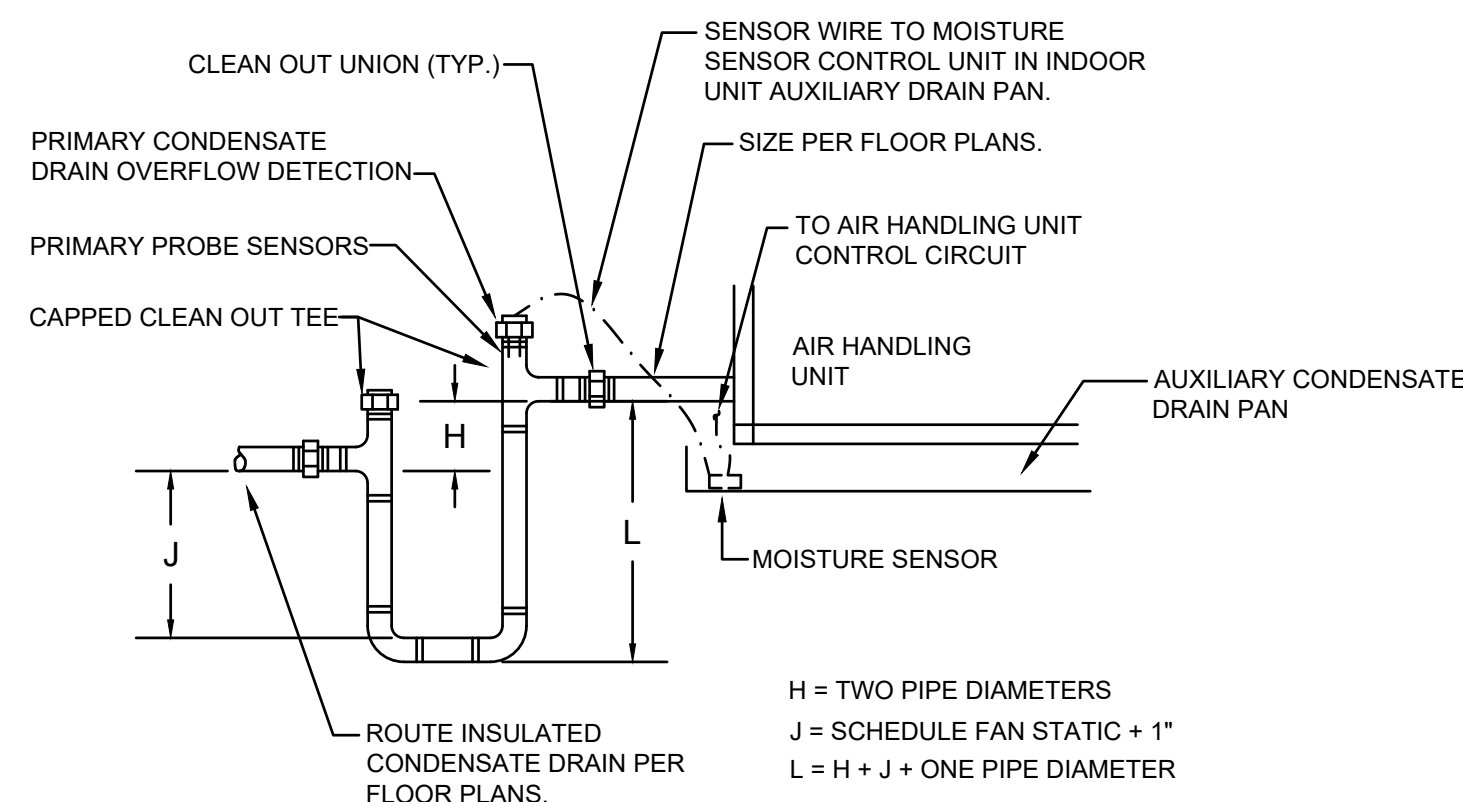 SENSOR WIRE TO MOISTURE
SENSOR CONTROL UNIT IN INDOOR
UNIT AUXILIARY DRAIN PAN.
CLEAN OUT UNION (TYP.)
PRIMARY CONDENSATE
DRAIN OVERFLOW DETECTION
SIZE PER FLOOR PLANS.
TO AIR HANDLING UNIT
CONTROL CIRCUIT
PRIMARY PROBE SENSORS
CAPPED CLEAN OUT TEE
AIR HANDLING
UNIT
AUXILIARY CONDENSATE
DRAIN PAN
H
J
L
MOISTURE SENSOR
H = TWO PIPE DIAMETERS
J = SCHEDULE FAN STATIC + 1"
L = H + J + ONE PIPE DIAMETER
ROUTE INSULATED
CONDENSATE DRAIN PER
FLOOR PLANS.